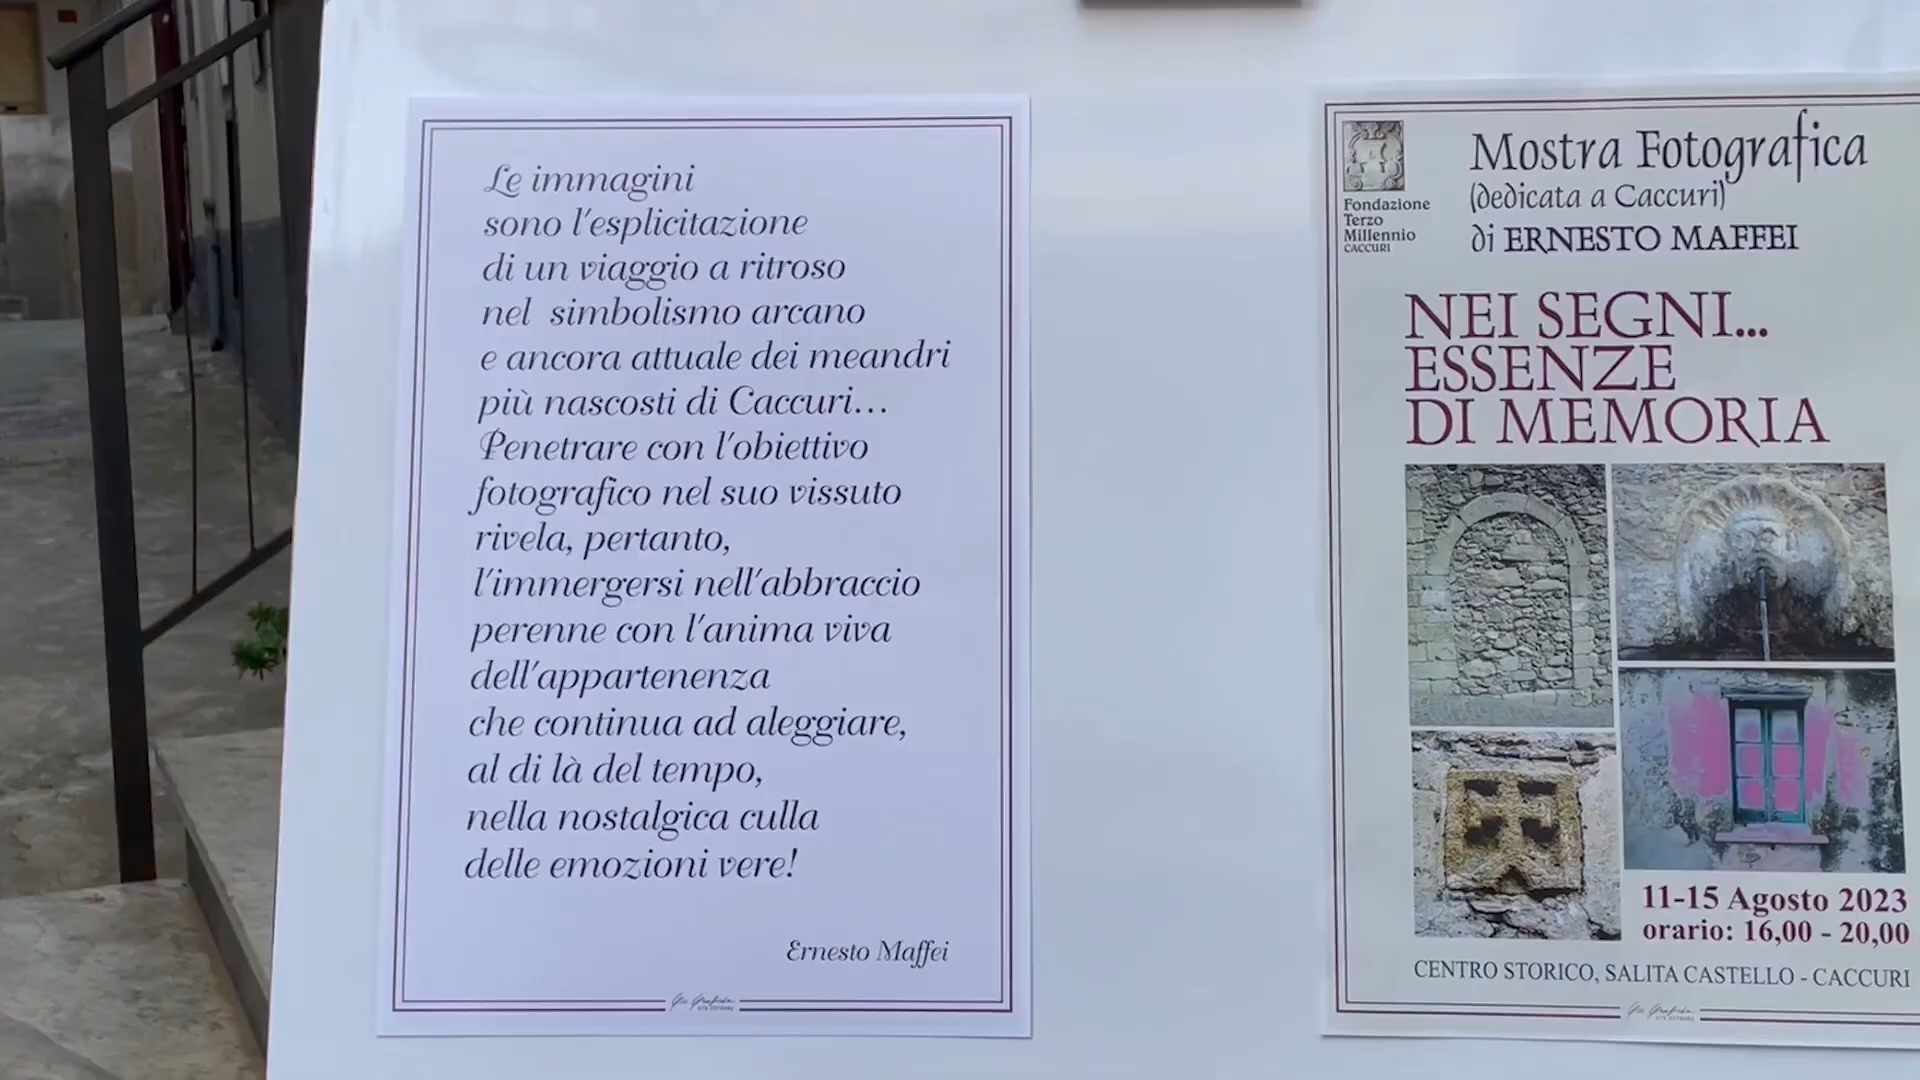 Le immagini
sono l'esplicitazione
di un viaggio a ritroso
nel simbolismo arcano
e ancora attuale dei meandri
più nascosti di Caccuri...
Penetrare con l'obiettivo
fotografico nel suo vissuto
rivela, pertanto,
l'immergersi nell'abbraccio
perenne con l'anima viva
dell'appartenenza
che continua ad aleggiare,
al di là del tempo,
nella nostalgica culla
delle emozioni vere!
Ernesto Maffei
Fondazione
Terzo
Millennio
CACCURI
Mostra Fotografica
(dedicata a Caccuri)
di ERNESTO MAFFEI
NEI SEGNI...
ESSENZE
DI MEMORIA
11-15 Agosto 2023
orario: 16,00 - 20,00
CENTRO STORICO, SALITA CASTELLO - CACCURI